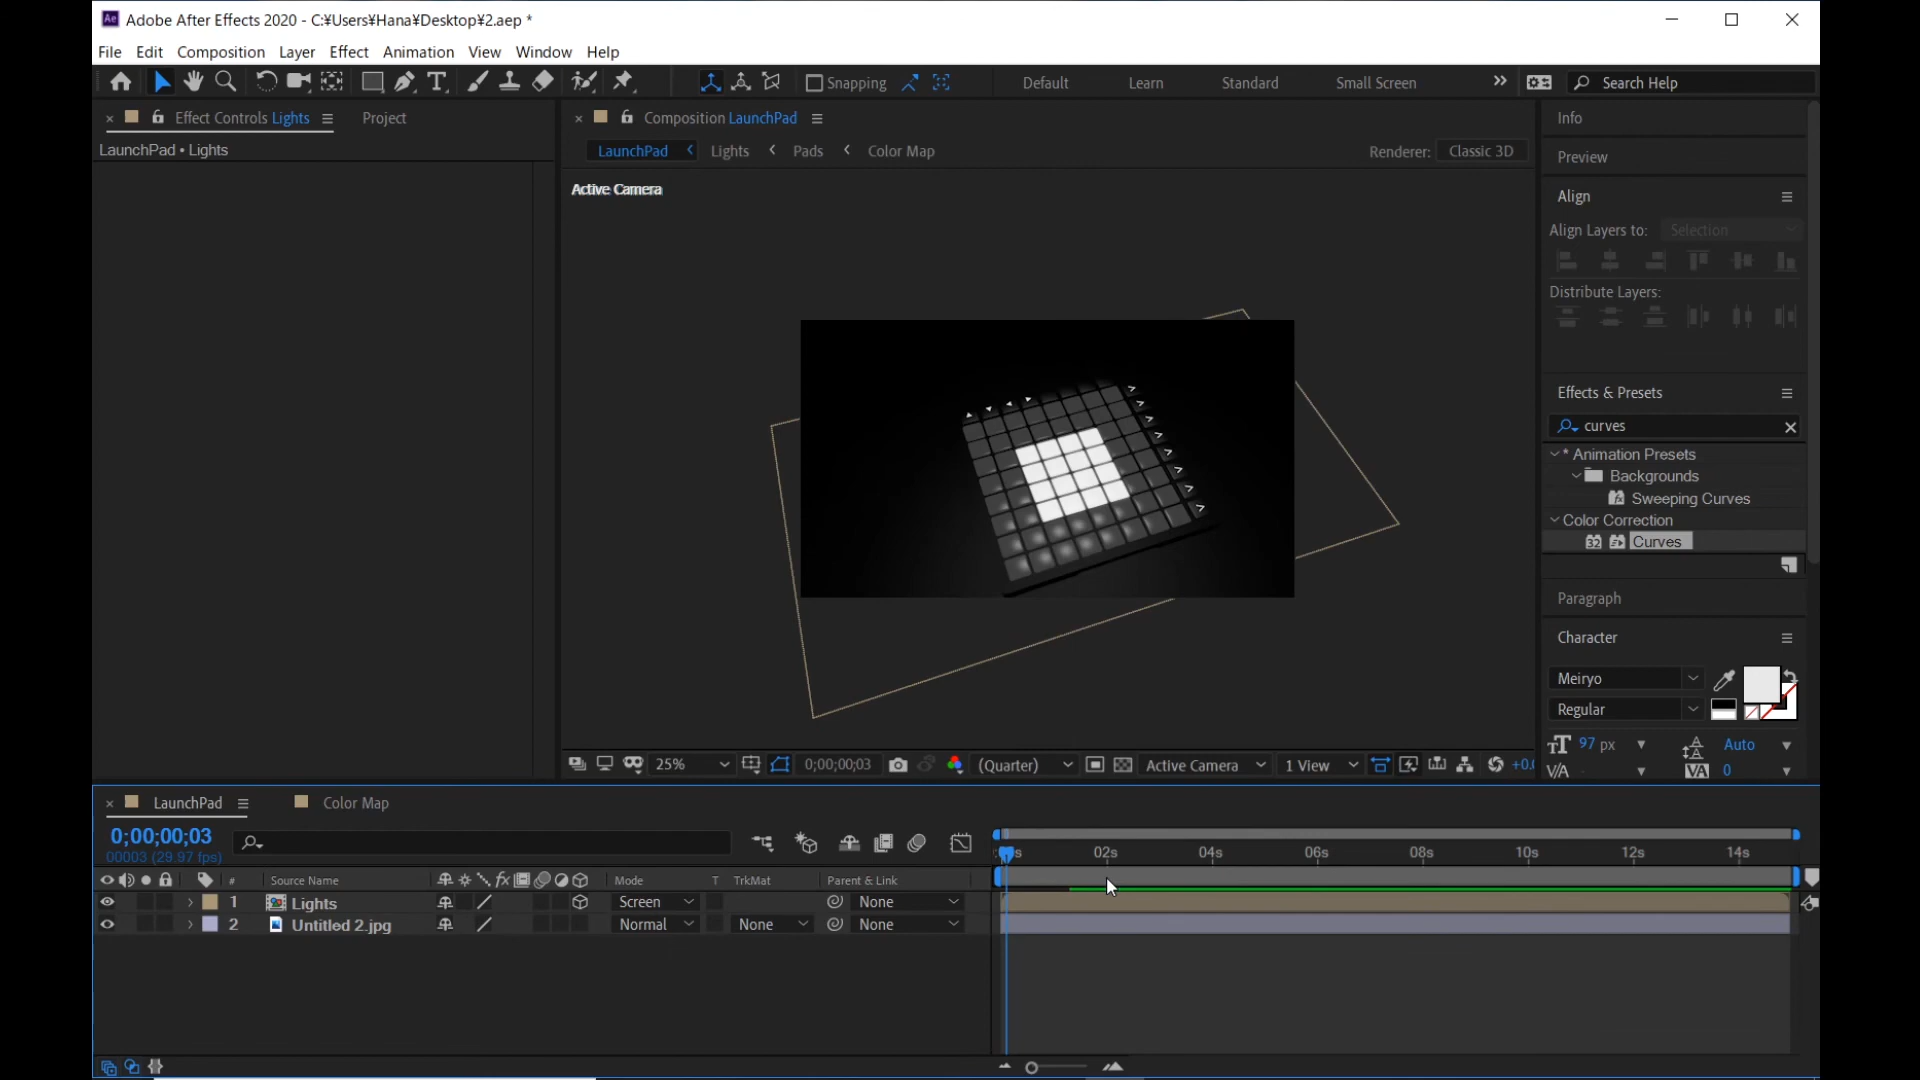 Adobe After Effects 2020 - C:¥Users¥Hana¥Desktop¥2.aep *
File Edit Composition Layer Effect Animation View Window Help
Snapping Default Learn Standard Small Screen Search Help
Effect Controls Lights Project
LaunchPad • Lights
Composition LaunchPad
LaunchPad Lights Pads Color Map
Renderer: Classic 3D
Active Camera
Info
Preview
Align
Align Layers to: Selection
Distribute Layers:
Effects & Presets
curves
* Animation Presets
Backgrounds
Sweeping Curves
Color Correction
32 Curves
Paragraph
Character
Meiryo
Regular
97 px Auto
0
25% 0;00;00;03 (Quarter) Active Camera 1 View +0.
LaunchPad Color Map
0;00;00;03
00003 (29.97 fps)
02s 04s 06s 08s 10s 12s 14s
# Source Name Mode T TrkMat Parent & Link
1 Lights Screen None
2 Untitled 2.jpg Normal None None